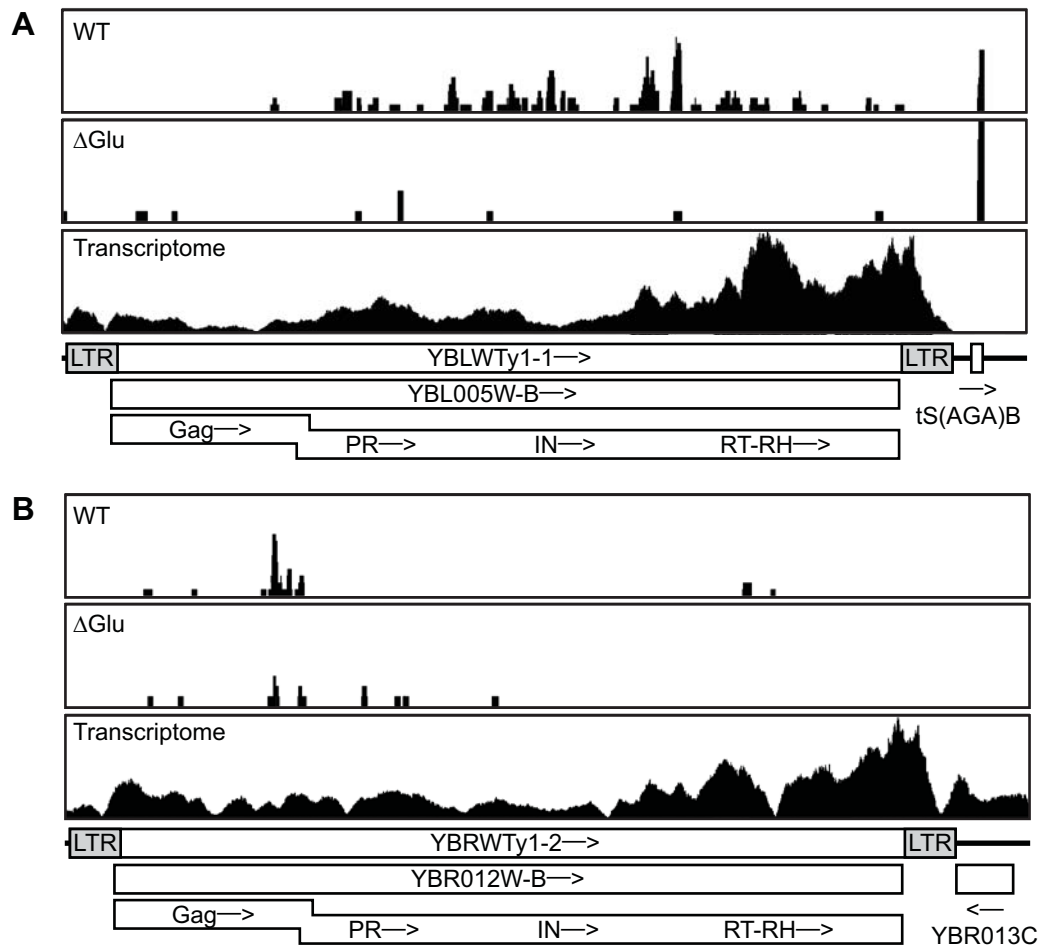 A
WT
ΔGlu
Transcriptome
LTR YBLWTy1-1—> LTR
YBL005W-B—>
—>
tS(AGA)B
Gag—>
PR—> IN—> RT-RH—>
B
WT
ΔGlu
Transcriptome
LTR YBRWTy1-2—> LTR
YBR012W-B—>
<—
YBR013C
Gag—>
PR—> IN—> RT-RH—>